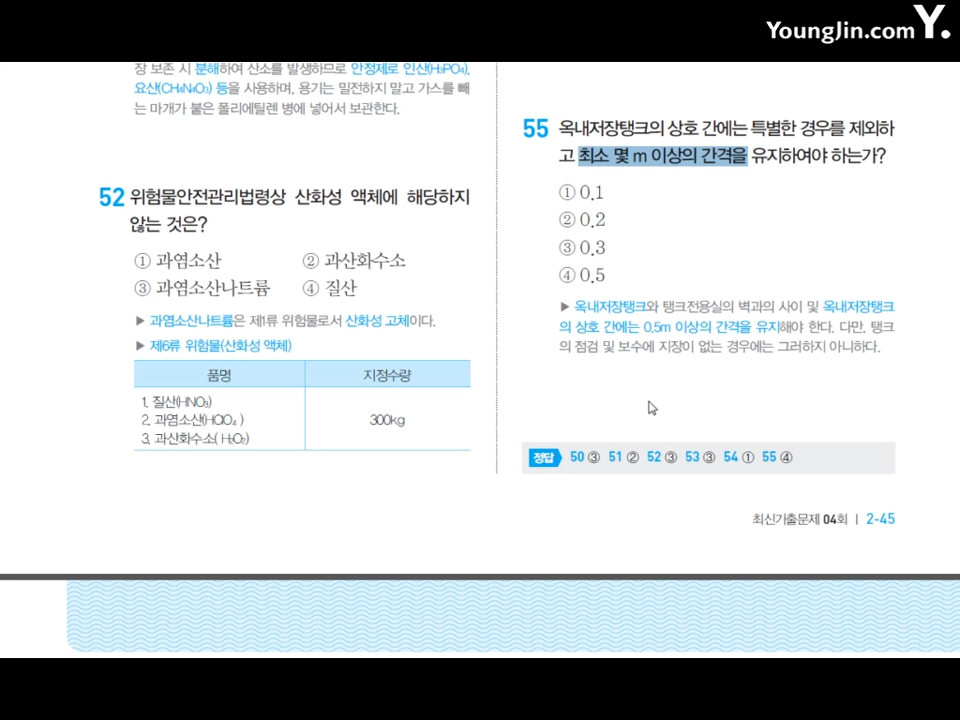 YoungJin.com Y.
장 보존 시 분해하여 산소를 발생하므로 안정제로 인산(H₃PO₄),
요산(C₅H₄N₄O₃) 등을 사용하며, 용기는 밀전하지 말고 가스를 빼
는 마개가 붙은 폴리에틸렌 병에 넣어서 보관한다.
52 위험물안전관리법령상 산화성 액체에 해당하지
않는 것은?
① 과염소산 ② 과산화수소
③ 과염소산나트륨 ④ 질산
▶ 과염소산나트륨은 제1류 위험물로서 산화성 고체이다.
▶ 제6류 위험물(산화성 액체)
품명 지정수량
1. 질산(HNO₃)
2. 과염소산(HClO₄ )
3. 과산화수소( H₂O₂)
300kg
55 옥내저장탱크의 상호 간에는 특별한 경우를 제외하
고 최소 몇 m 이상의 간격을 유지하여야 하는가?
① 0.1
② 0.2
③ 0.3
④ 0.5
▶ 옥내저장탱크와 탱크전용실의 벽과의 사이 및 옥내저장탱크
의 상호 간에는 0.5m 이상의 간격을 유지해야 한다. 다만, 탱크
의 점검 및 보수에 지장이 없는 경우에는 그러하지 아니하다.
정답 50 ③ 51 ② 52 ③ 53 ③ 54 ① 55 ④
최신기출문제 04회 | 2-45